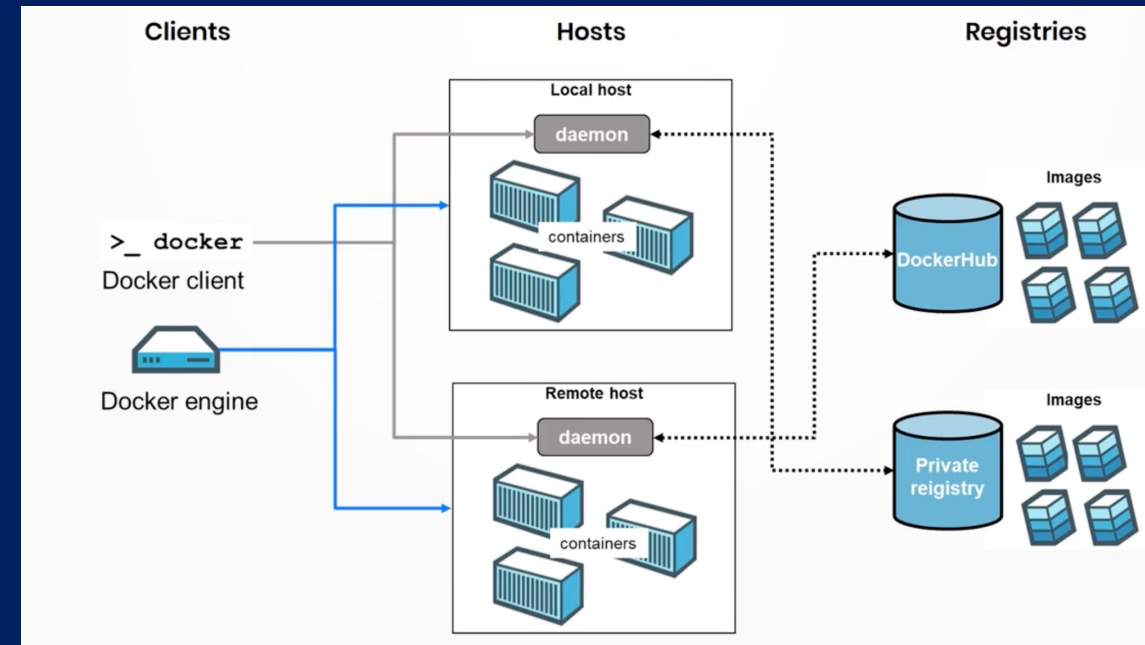 Clients
Hosts
Registries
Local host
daemon
containers
>_ docker
Docker client
Docker engine
Images
DockerHub
Remote host
daemon
containers
Images
Private
reigistry